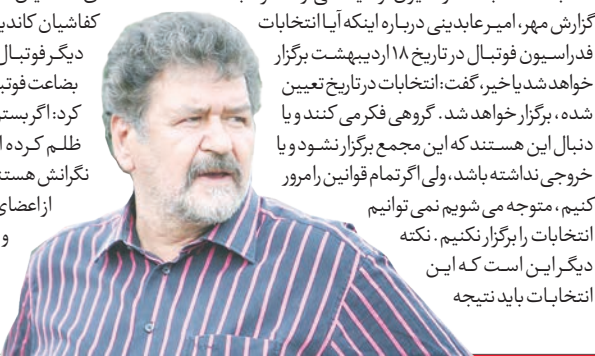 گزارش مهر، امیر عابدینی درباره اینکه آیا انتخابات
فدراسیون فوتبال در تاریخ ۱۸ اردیبهشت برگزار
خواهد شد یا خیر، گفت: انتخابات در تاریخ تعیین
شده، برگزار خواهد شد. گروهی فکر می کنند و یا
دنبال این هستند که این مجمع برگزار نشود و یا
خروجی نداشته باشد، ولی اگر تمام قوانین را مرور
کنیم، متوجه می شویم نمی توانیم
انتخابات را برگزار نکنیم. نکته
دیگر این است که این
انتخابات باید نتیجه
کفاشیان
دیگر فوتبال
بضاعت
کرد: اگر
ظلم کرده
نگرانش
از اعضای
و